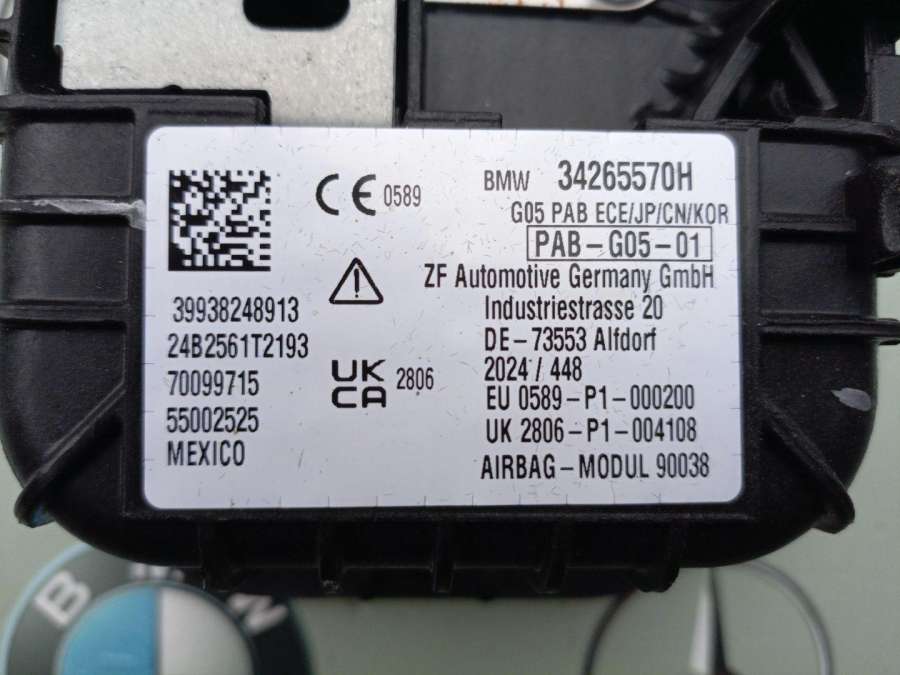 CE 0589
BMW 34265570H
G05 PAB ECE/JP/CN/KOR
PAB-G05-01
ZF Automotive Germany GmbH
Industriestrasse 20
DE-73553 Alfdorf
2024/448
EU 0589-P1-000200
UK 2806-P1-004108
AIRBAG-MODUL 90038
39938248913
24B2561T2193
70099715
55002525
MEXICO
UK
CA 2806
B M W